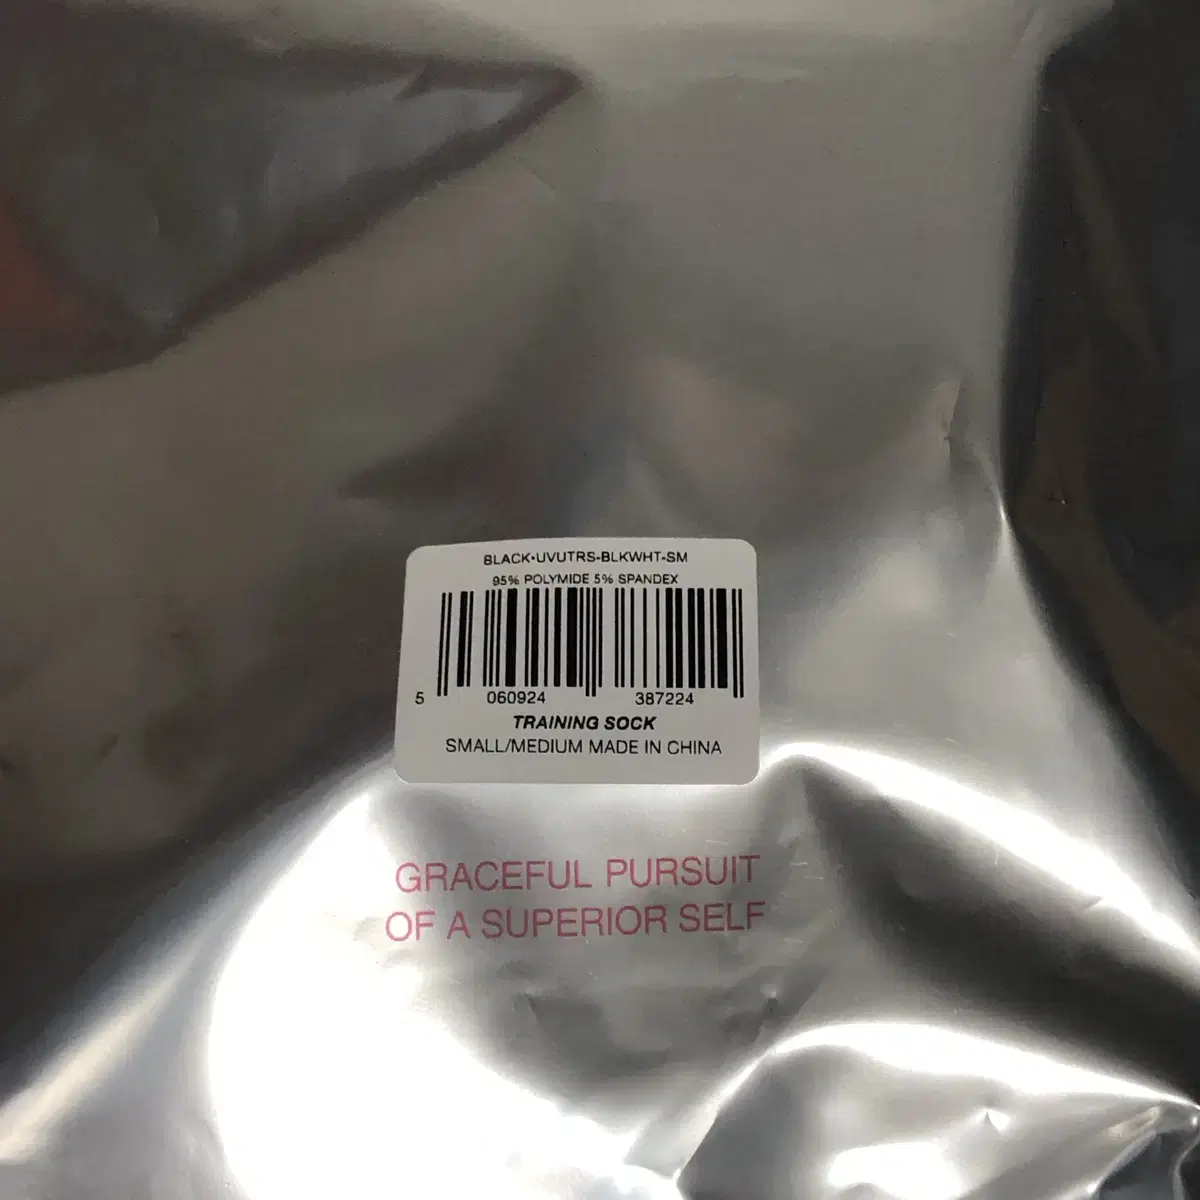 BLACK•UVUTRS-BLKWHT-SM
95% POLYMIDE 5% SPANDEX
5 060924 387224
TRAINING SOCK
SMALL/MEDIUM MADE IN CHINA
GRACEFUL PURSUIT
OF A SUPERIOR SELF